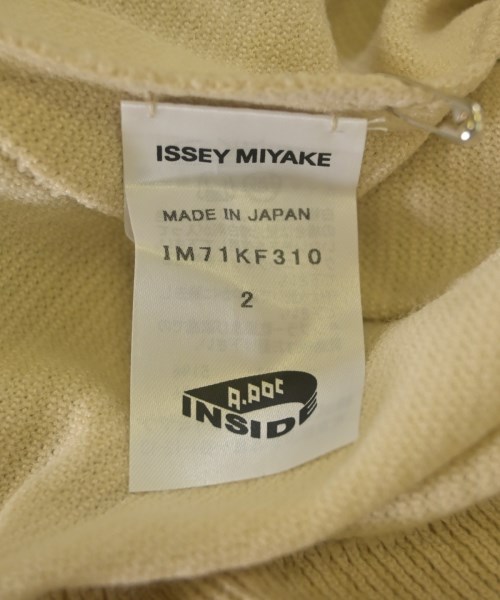 ISSEY MIYAKE
MADE IN JAPAN
IM71KF310
2
A.POC
INSIDE